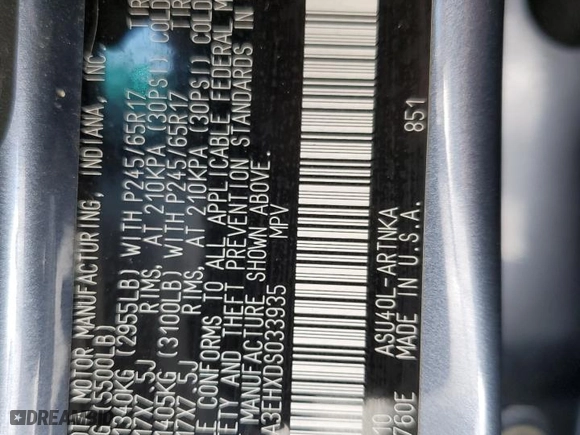 MOTOR MANUFACTURING, INDIANA, INC.
(5500LB)
1340KG (2955LB) WITH P245/65R17
17X7.5J RIMS, AT 210KPA (30PSI) COLD
1405KG (3100LB) WITH P245/65R17
17X7.5J RIMS, AT 210KPA (30PSI) COLD
CONFORMS TO ALL APPLICABLE FEDERAL
AND THEFT PREVENTION STANDARDS IN
MANUFACTURE SHOWN ABOVE.
A3EHXDS033935 MPV
10 ASU40L-ARTNKA
760E MADE IN U.S.A. 851